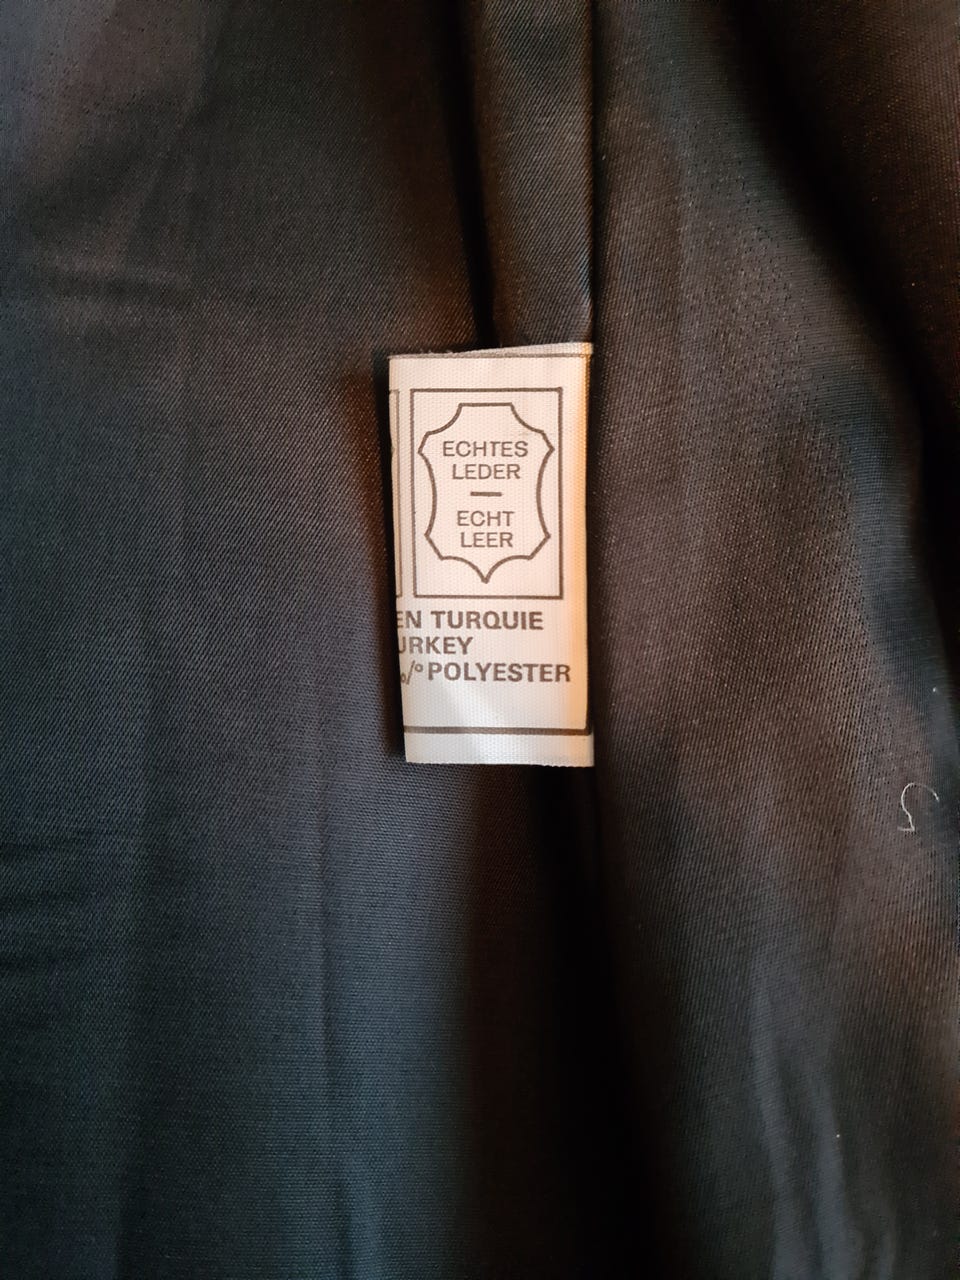 ECHTES
LEDER
ECHT
LEER
EN TURQUIE
URKEY
% POLYESTER